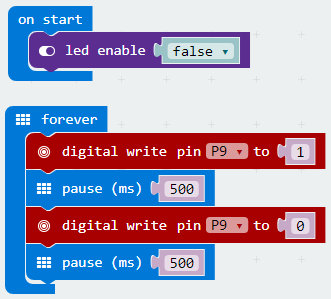 on start
led enable false
forever
digital write pin P9 to 1
pause (ms) 500
digital write pin P9 to 0
pause (ms) 500